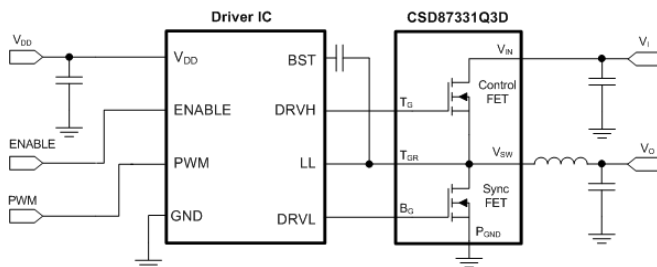 Driver IC
CSD87331Q3D
VDD
VDD
BST
VIN
VI
Control
FET
ENABLE
ENABLE
DRVH
TG
PWM
PWM
LL
TGR
VSW
VO
Sync
FET
GND
DRVL
BG
PGND